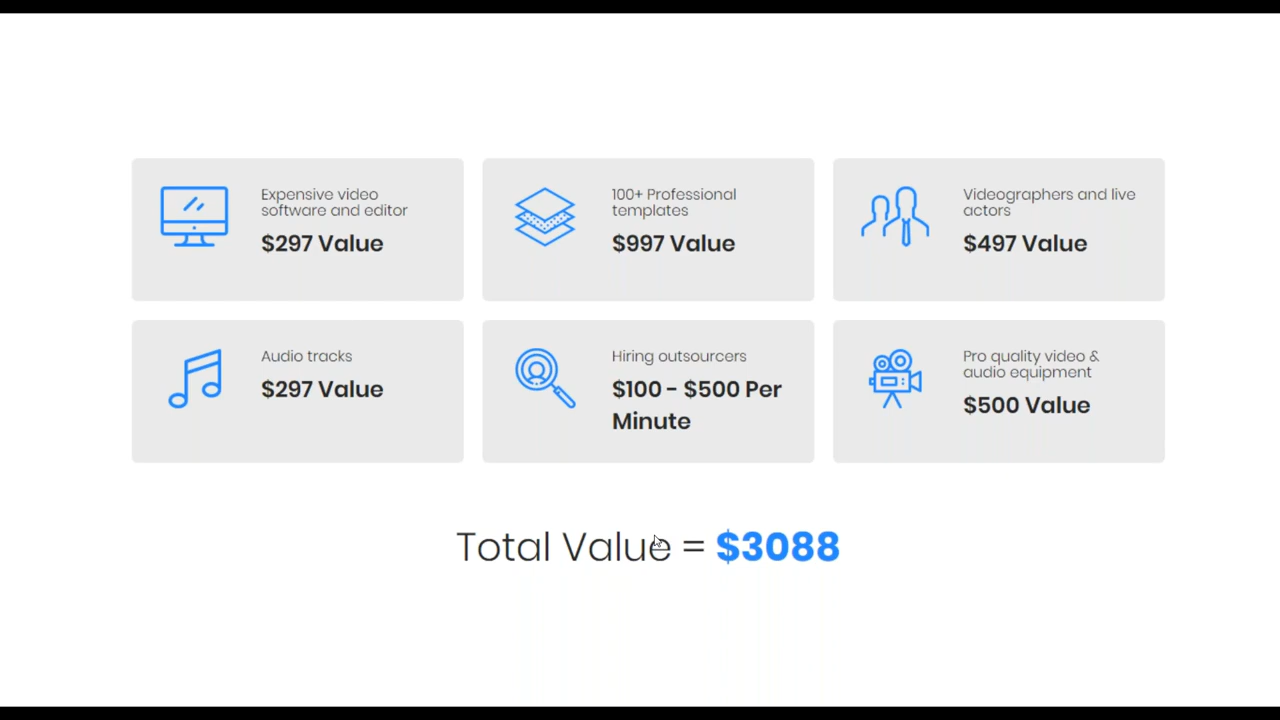 Expensive video
software and editor
$297 Value
100+ Professional
templates
$997 Value
Videographers and live
actors
$497 Value
Audio tracks
$297 Value
Hiring outsourcers
$100 - $500 Per
Minute
Pro quality video &
audio equipment
$500 Value
Total Value = $3088